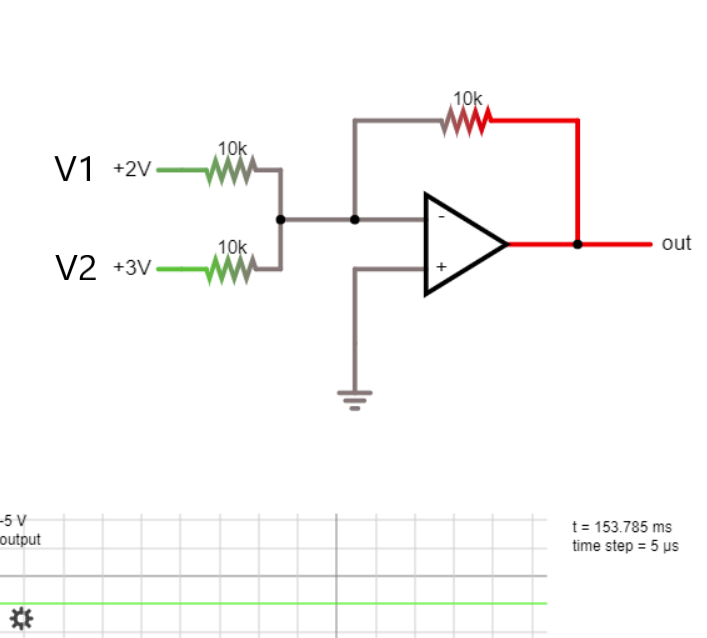 10k
10k
V1 +2V
10k
V2 +3V
-
+
out
-5 V
output
t = 153.785 ms
time step = 5 µs